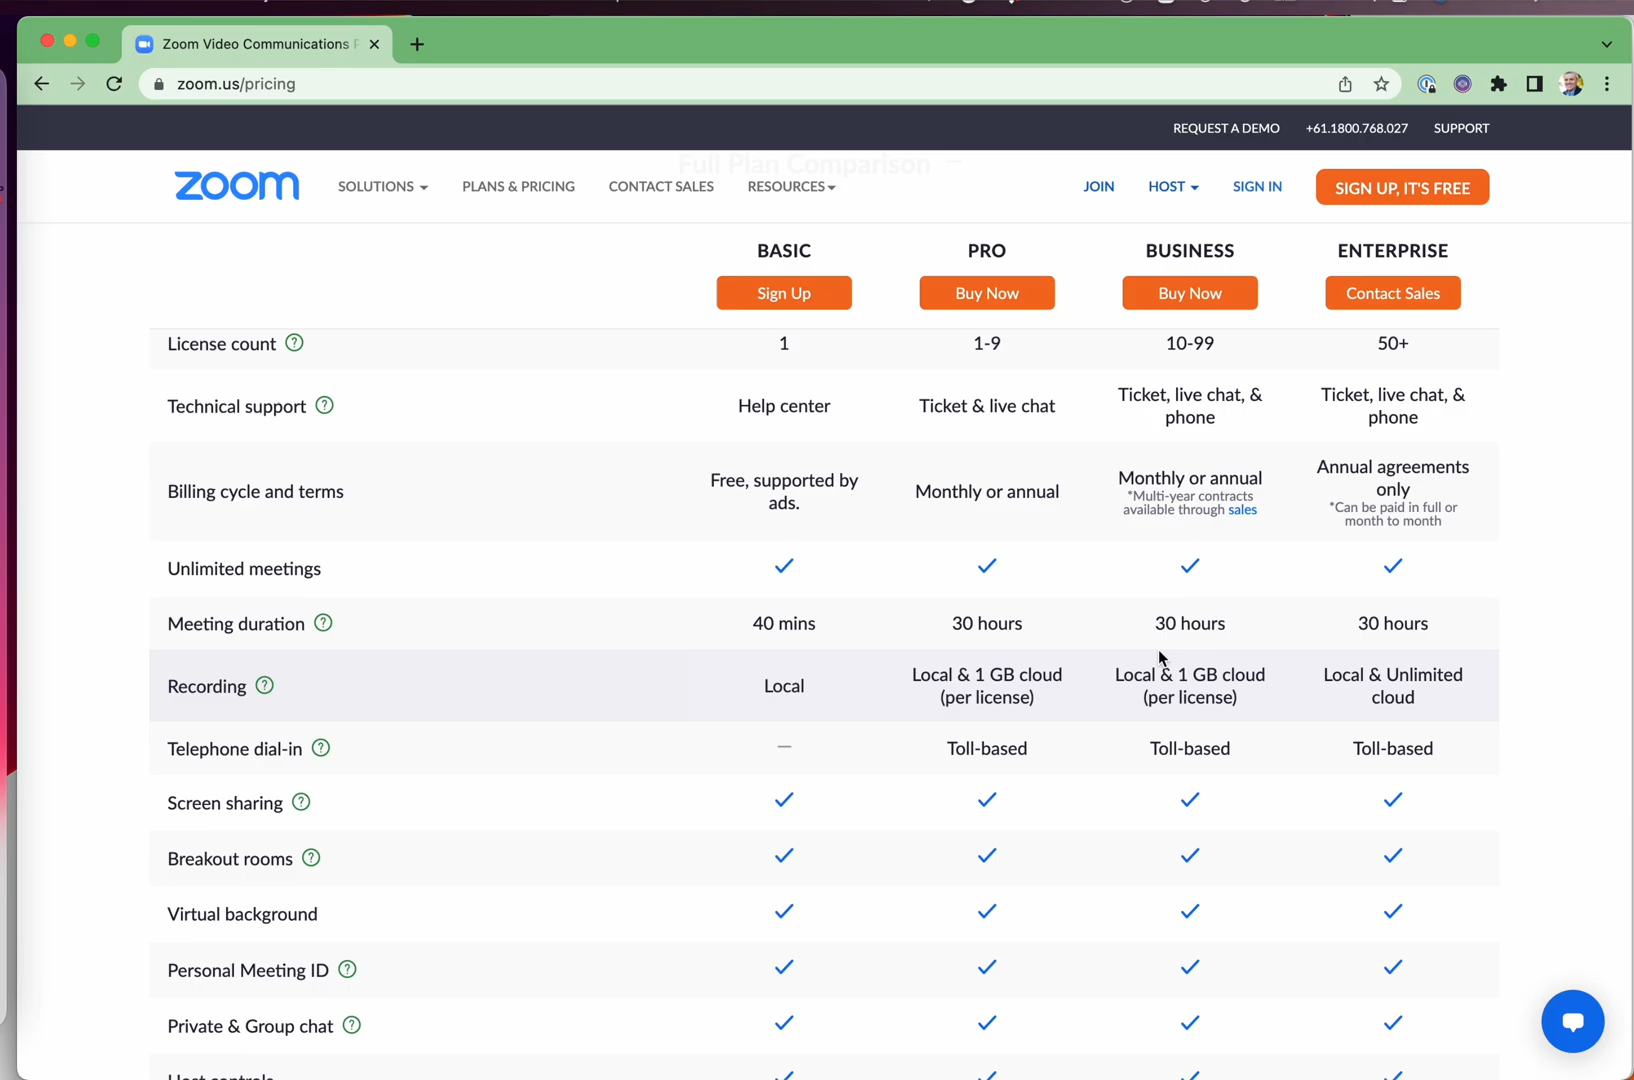 Zoom Video Communications P
zoom.us/pricing
REQUEST A DEMO +61.1800.768.027 SUPPORT
Full Plan Comparison —
zoom SOLUTIONS PLANS & PRICING CONTACT SALES RESOURCES JOIN HOST SIGN IN SIGN UP, IT'S FREE
BASIC PRO BUSINESS ENTERPRISE
Sign Up Buy Now Buy Now Contact Sales
License count ? 1 1-9 10-99 50+
Technical support ? Help center Ticket & live chat Ticket, live chat, & phone Ticket, live chat, & phone
Billing cycle and terms Free, supported by ads. Monthly or annual Monthly or annual *Multi-year contracts available through sales Annual agreements only *Can be paid in full or month to month
Unlimited meetings
Meeting duration ? 40 mins 30 hours 30 hours 30 hours
Recording ? Local Local & 1 GB cloud (per license) Local & 1 GB cloud (per license) Local & Unlimited cloud
Telephone dial-in ? — Toll-based Toll-based Toll-based
Screen sharing ?
Breakout rooms ?
Virtual background
Personal Meeting ID ?
Private & Group chat ?
Host controls